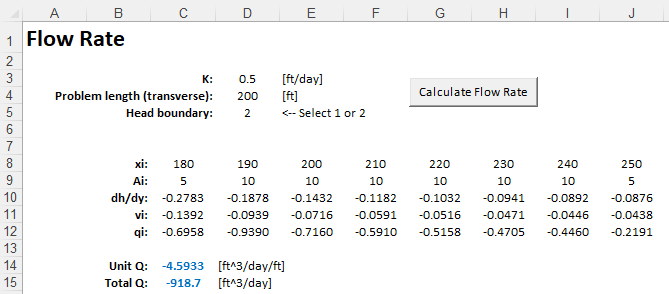 A B C D E F G H I J
1 Flow Rate
2
3 K: 0.5 [ft/day]
4 Problem length (transverse): 200 [ft] Calculate Flow Rate
5 Head boundary: 2 <-- Select 1 or 2
6
7
8 xi: 180 190 200 210 220 230 240 250
9 Ai: 5 10 10 10 10 10 10 5
10 dh/dy: -0.2783 -0.1878 -0.1432 -0.1182 -0.1032 -0.0941 -0.0892 -0.0876
11 vi: -0.1392 -0.0939 -0.0716 -0.0591 -0.0516 -0.0471 -0.0446 -0.0438
12 qi: -0.6958 -0.9390 -0.7160 -0.5910 -0.5158 -0.4705 -0.4460 -0.2191
13
14 Unit Q: -4.5933 [ft^3/day/ft]
15 Total Q: -918.7 [ft^3/day]